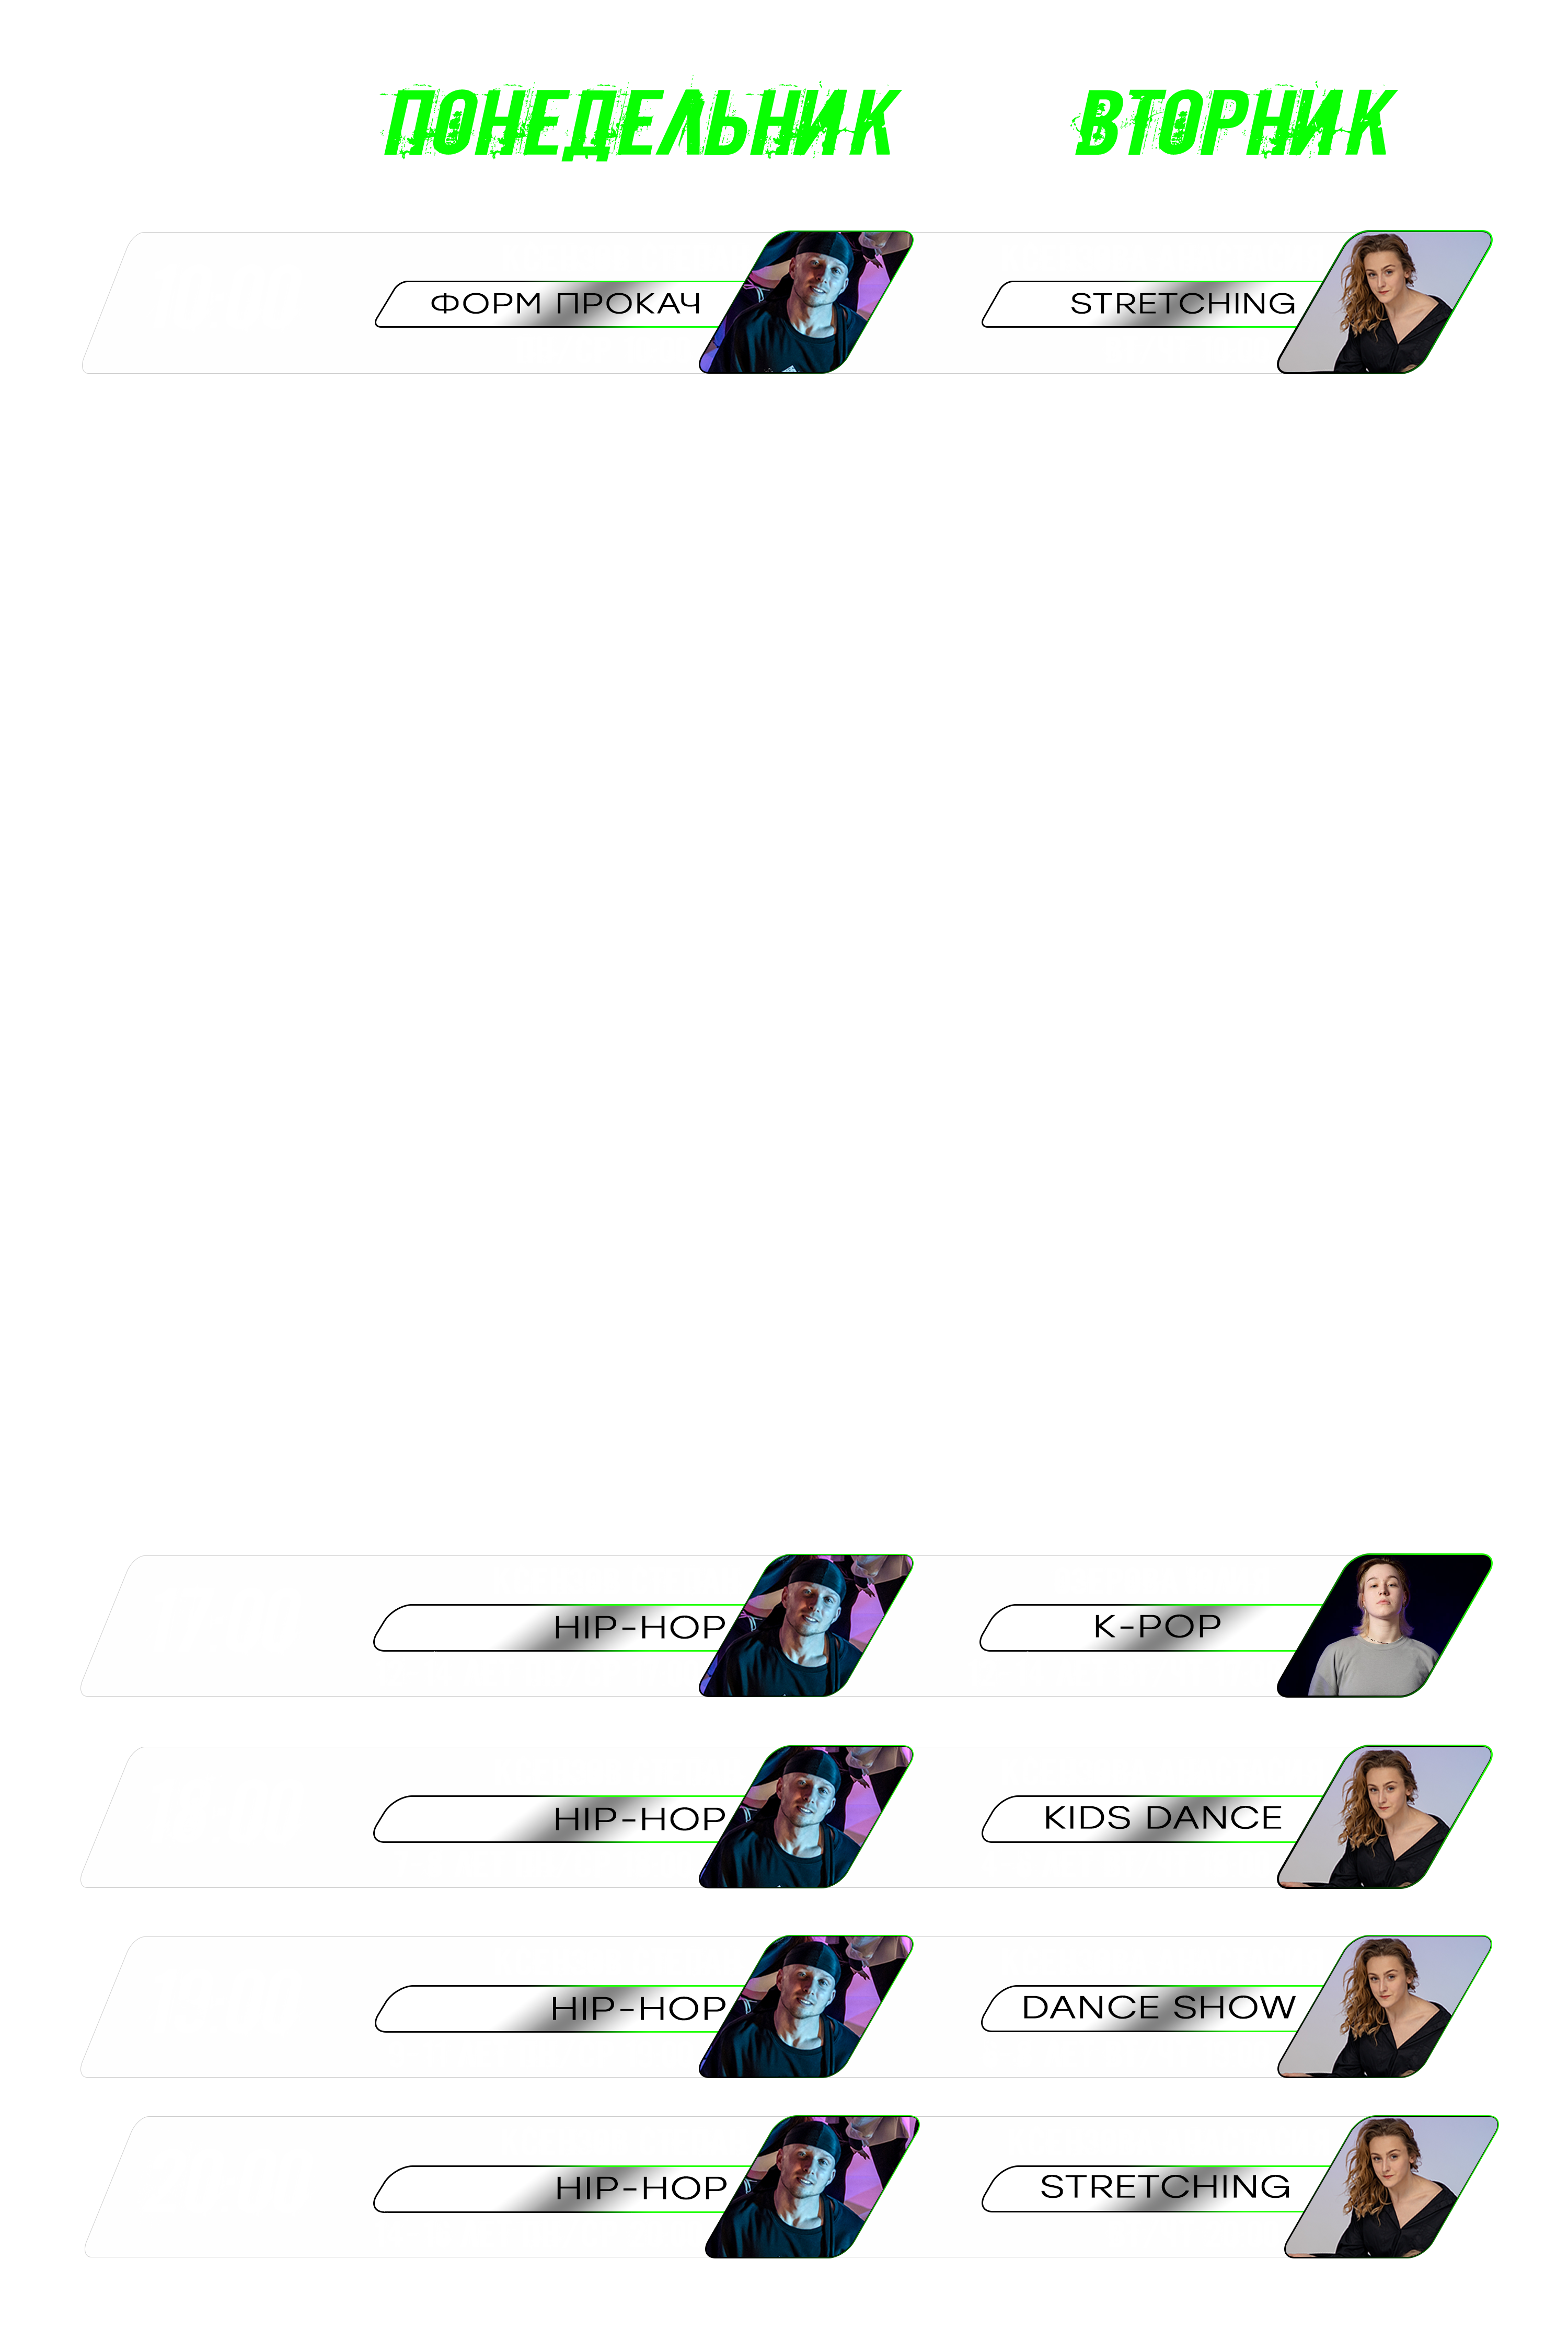 ПОНЕДЕЛЬНИК ВТОРНИК
ФОРМ ПРОКАЧ STRETCHING
HIP-HOP K-POP
HIP-HOP KIDS DANCE
HIP-HOP DANCE SHOW
HIP-HOP STRETCHING